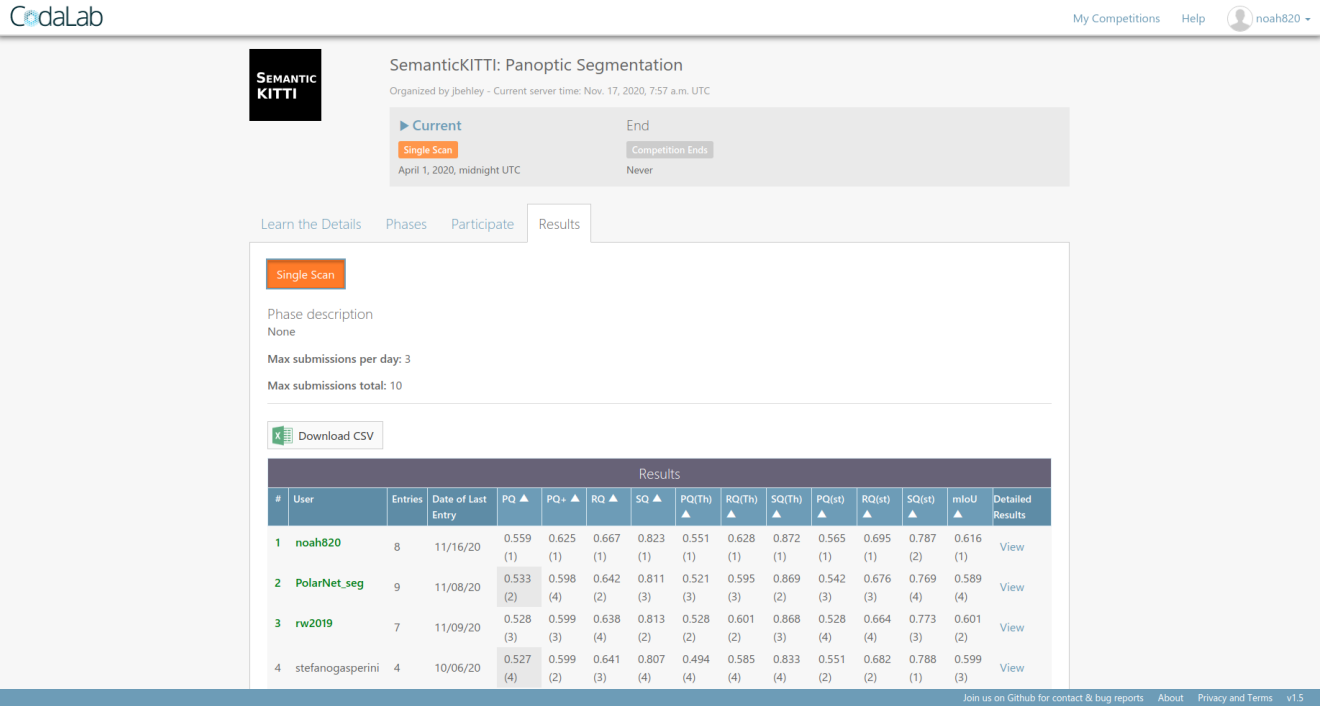 CodaLab
My Competitions Help noah820
SEMANTIC
KITTI
SemanticKITTI: Panoptic Segmentation
Organized by jbehley - Current server time: Nov. 17, 2020, 7:57 a.m. UTC
Current End
Single Scan Competition Ends
April 1, 2020, midnight UTC Never
Learn the Details Phases Participate Results
Single Scan
Phase description
None
Max submissions per day: 3
Max submissions total: 10
Download CSV
Results
# User Entries Date of Last Entry PQ ▲ PQ+ ▲ RQ ▲ SQ ▲ PQ(Th) ▲ RQ(Th) ▲ SQ(Th) ▲ PQ(st) ▲ RQ(st) ▲ SQ(st) ▲ mIoU ▲ Detailed Results
1 noah820 8 11/16/20 0.559 (1) 0.625 (1) 0.667 (1) 0.823 (1) 0.551 (1) 0.628 (1) 0.872 (1) 0.565 (1) 0.695 (1) 0.787 (2) 0.616 (1) View
2 PolarNet_seg 9 11/08/20 0.533 (2) 0.598 (4) 0.642 (2) 0.811 (3) 0.521 (3) 0.595 (3) 0.869 (2) 0.542 (3) 0.676 (3) 0.769 (4) 0.589 (4) View
3 rw2019 7 11/09/20 0.528 (3) 0.599 (3) 0.638 (4) 0.813 (2) 0.528 (2) 0.601 (2) 0.868 (3) 0.528 (4) 0.664 (4) 0.773 (3) 0.601 (2) View
4 stefanogasperini 4 10/06/20 0.527 (4) 0.599 (2) 0.641 (3) 0.807 (4) 0.494 (4) 0.585 (4) 0.833 (4) 0.551 (2) 0.682 (2) 0.788 (1) 0.599 (3) View
Join us on Github for contact & bug reports About Privacy and Terms v1.5